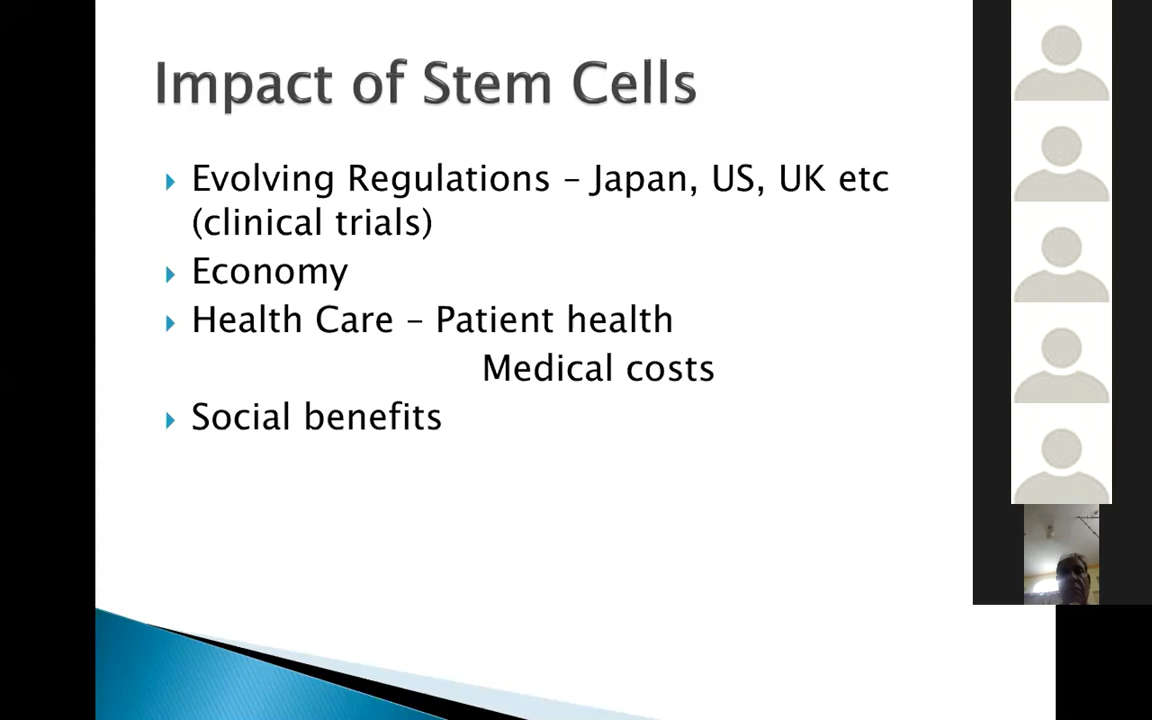 Impact of Stem Cells
Evolving Regulations – Japan, US, UK etc
(clinical trials)
Economy
Health Care – Patient health
Medical costs
Social benefits